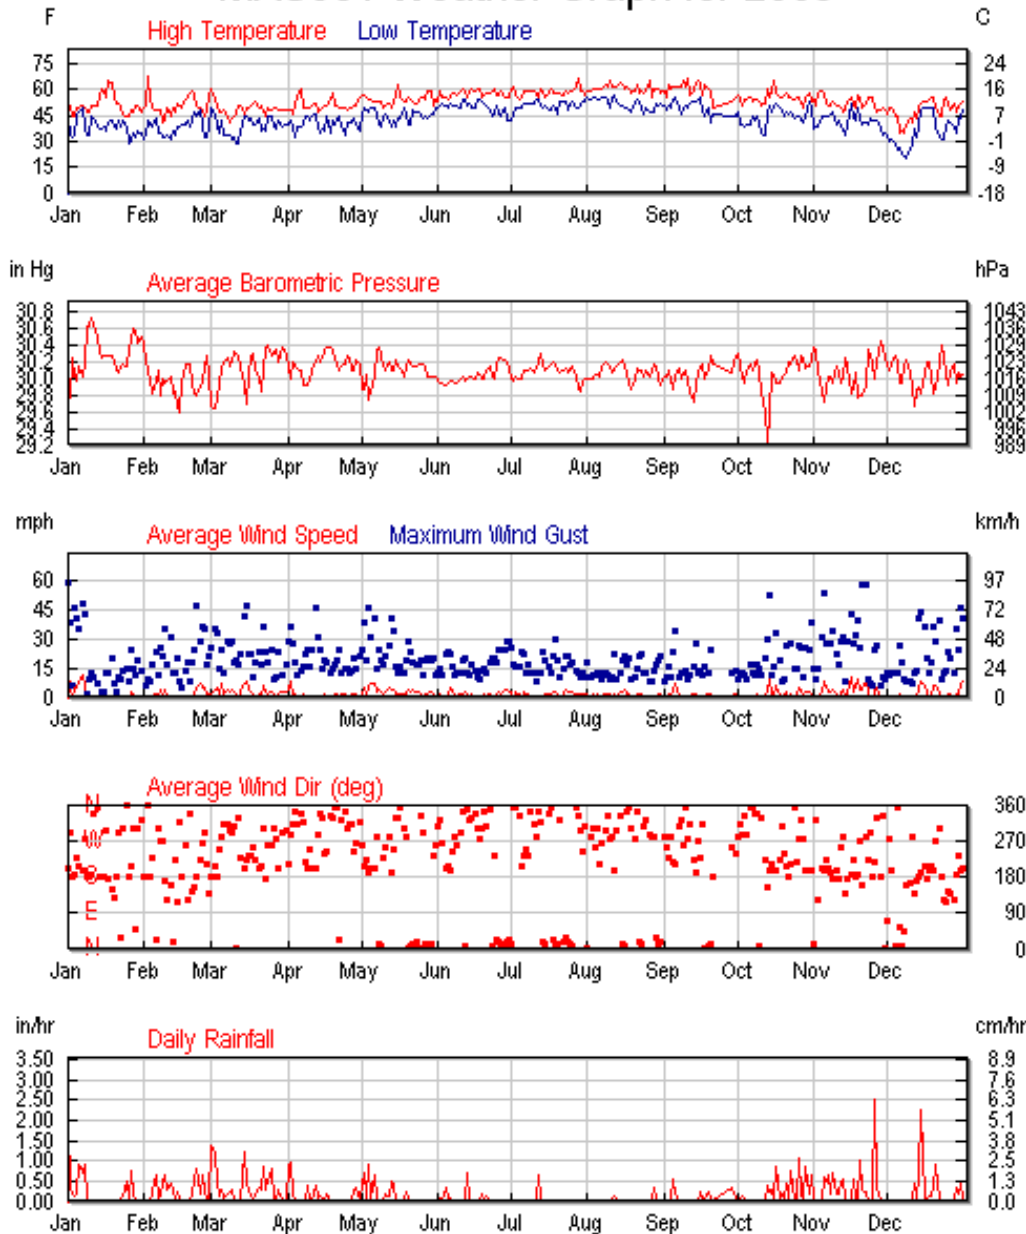 F High Temperature Low Temperature C
75 24
60 16
45 7
30 -1
15 -9
0 -18
Jan Feb Mar Apr May Jun Jul Aug Sep Oct Nov Dec
in Hg Average Barometric Pressure hPa
30.8 1043
30.6 1036
30.4 1029
30.2 1023
30.0 1016
29.8 1009
29.6 1002
29.4 996
29.2 989
Jan Feb Mar Apr May Jun Jul Aug Sep Oct Nov Dec
mph Average Wind Speed Maximum Wind Gust km/h
60 97
45 72
30 48
15 24
0 0
Jan Feb Mar Apr May Jun Jul Aug Sep Oct Nov Dec
Average Wind Dir (deg)
N 360
W 270
S 180
E 90
N 0
Jan Feb Mar Apr May Jun Jul Aug Sep Oct Nov Dec
in/hr Daily Rainfall cm/hr
3.50 8.9
3.00 7.6
2.50 6.3
2.00 5.1
1.50 3.8
1.00 2.5
0.50 1.3
0.00 0.0
Jan Feb Mar Apr May Jun Jul Aug Sep Oct Nov Dec